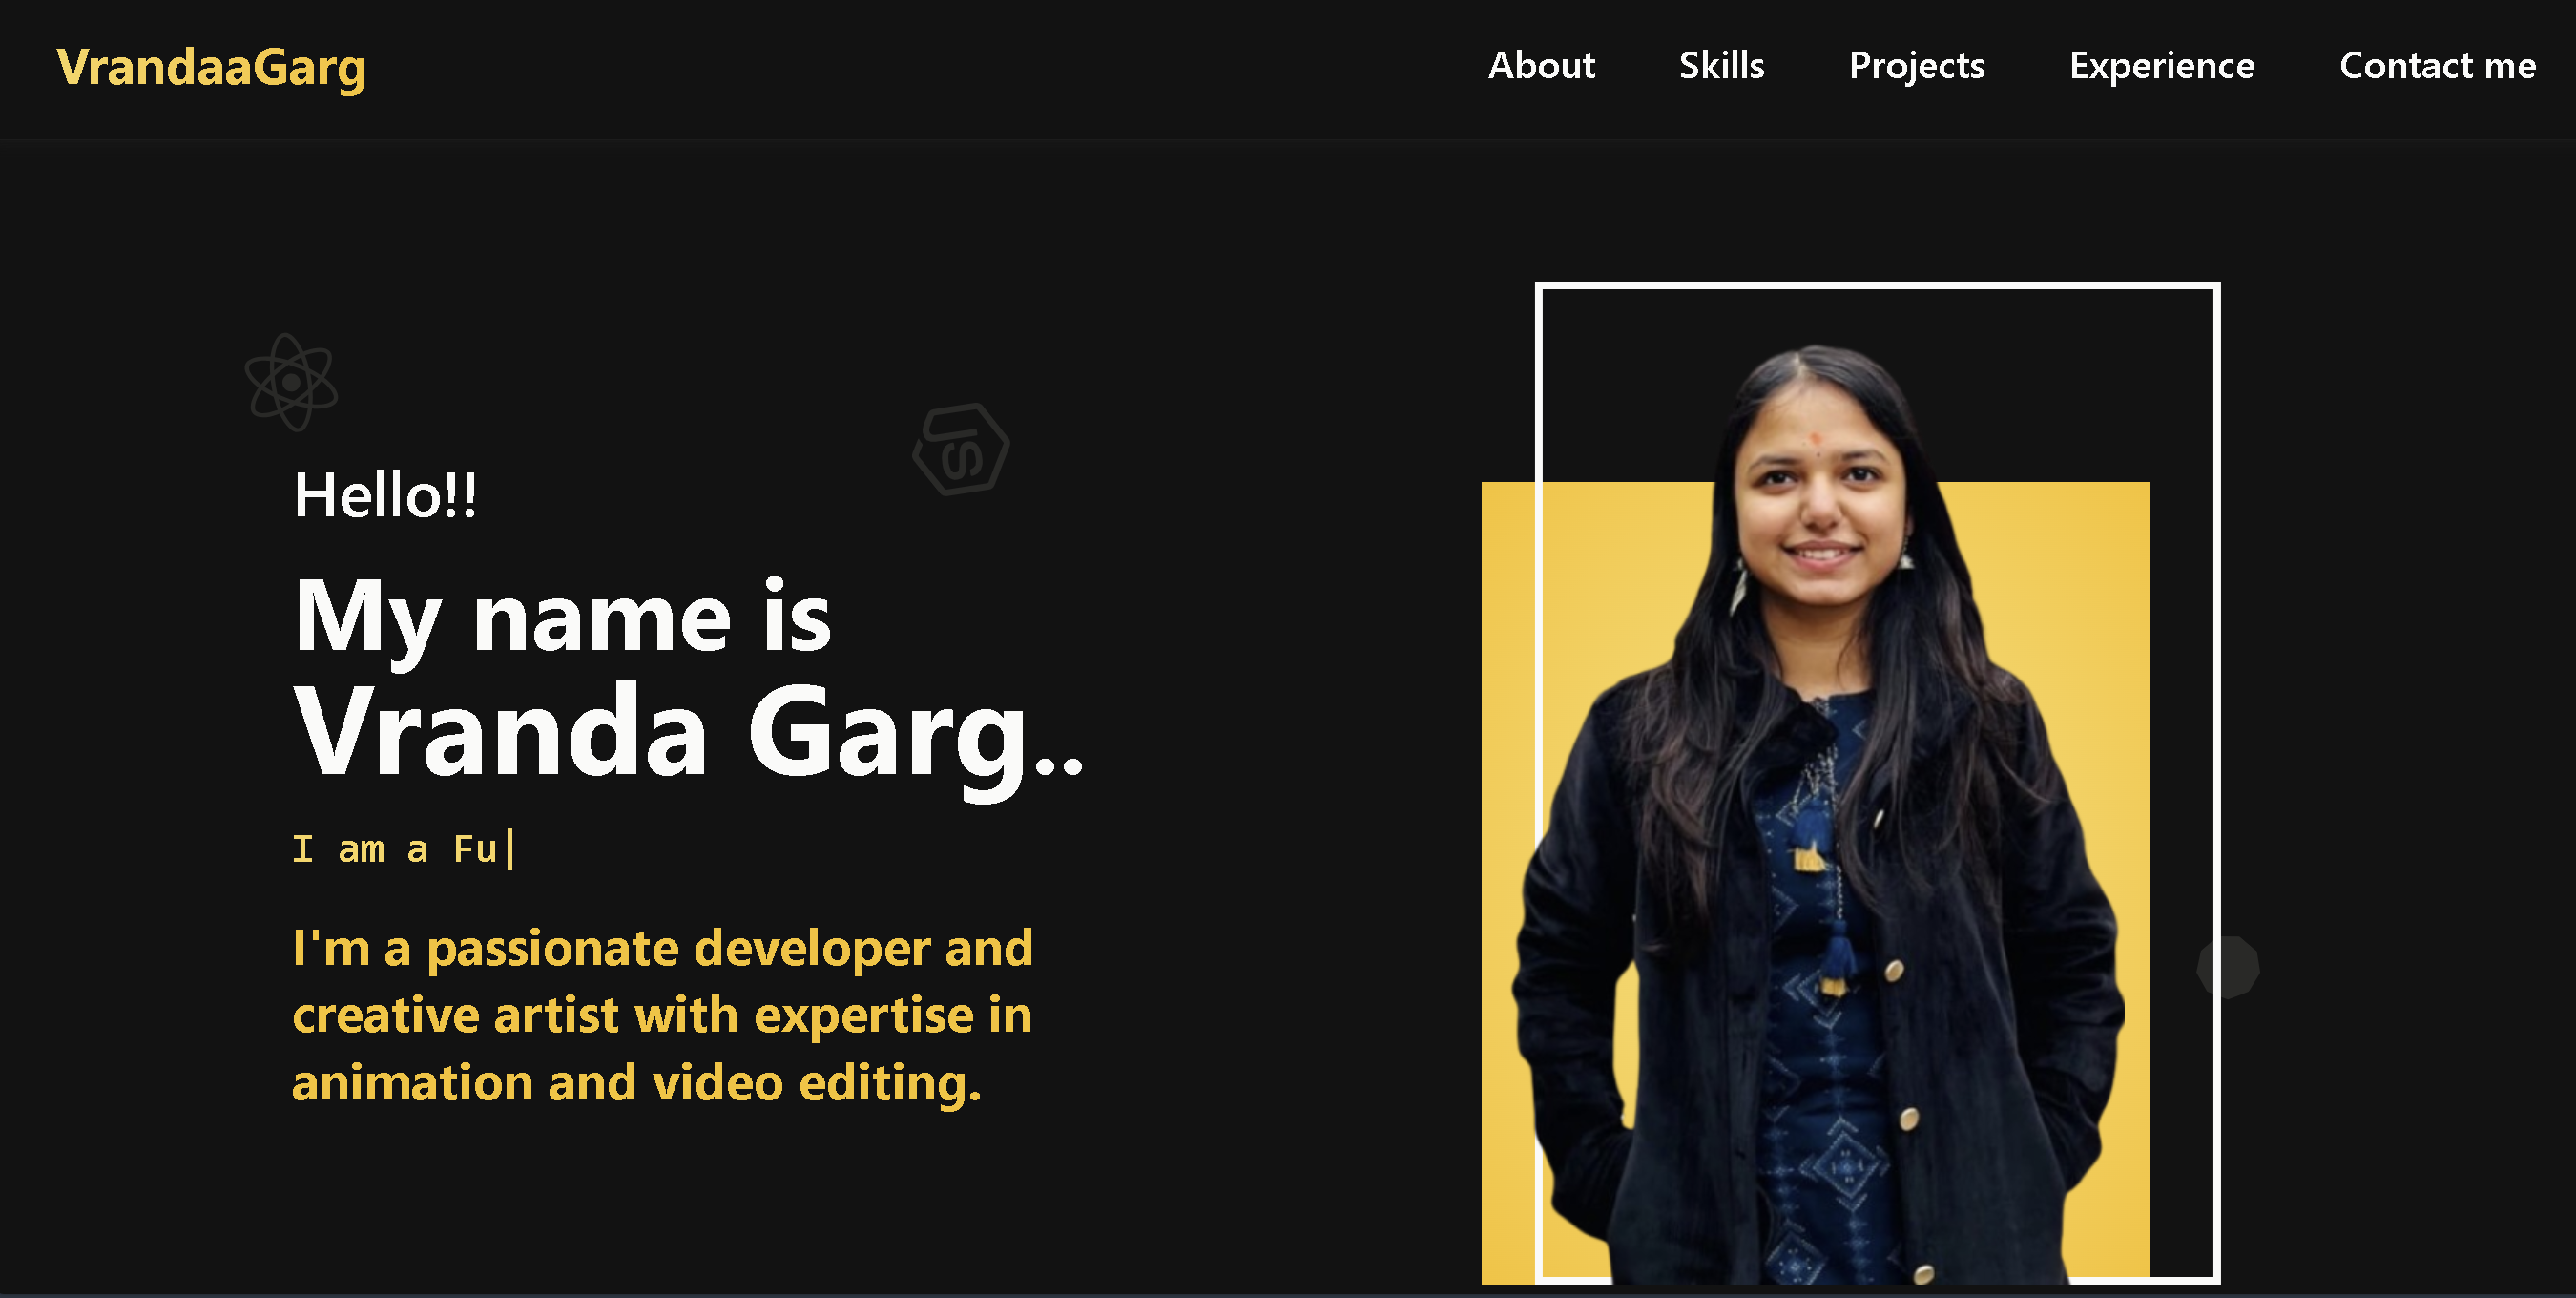 VrandaaGarg
About Skills Projects Experience Contact me
JS
Hello!!
My name is
Vranda Garg..
I am a Fu|
I'm a passionate developer and
creative artist with expertise in
animation and video editing.